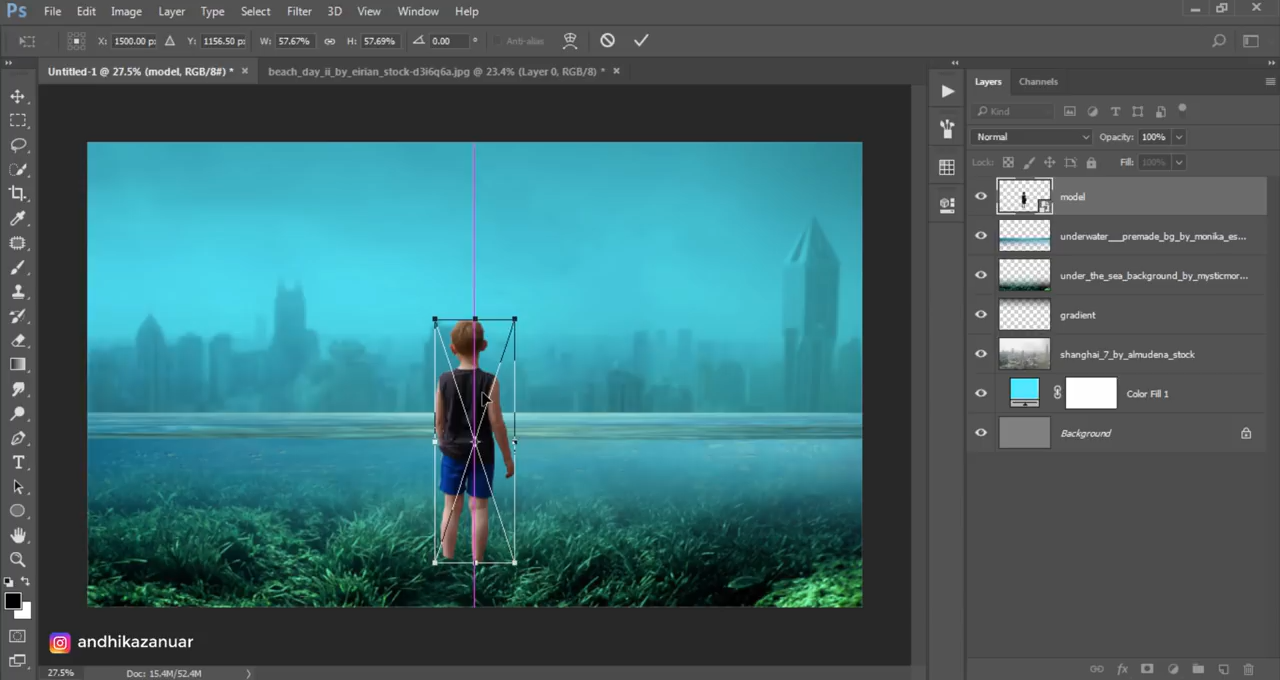 Ps File Edit Image Layer Type Select Filter 3D View Window Help
X: 1500.00 p: Y: 1156.50 p: W: 57.67% H: 57.69% 0.00 ° Anti-alias
Untitled-1 @ 27.5% (model, RGB/8#) * × beach_day_ii_by_eirian_stock-d3i6q6a.jpg @ 23.4% (Layer 0, RGB/8) * ×
Layers Channels
Kind
Normal Opacity: 100%
Lock: Fill: 100%
model
underwater___premade_bg_by_monika_es...
under_the_sea_background_by_mysticmor...
gradient
shanghai_7_by_almudena_stock
Color Fill 1
Background
andhikazanuar
27.5% Doc: 15.4M/52.4M